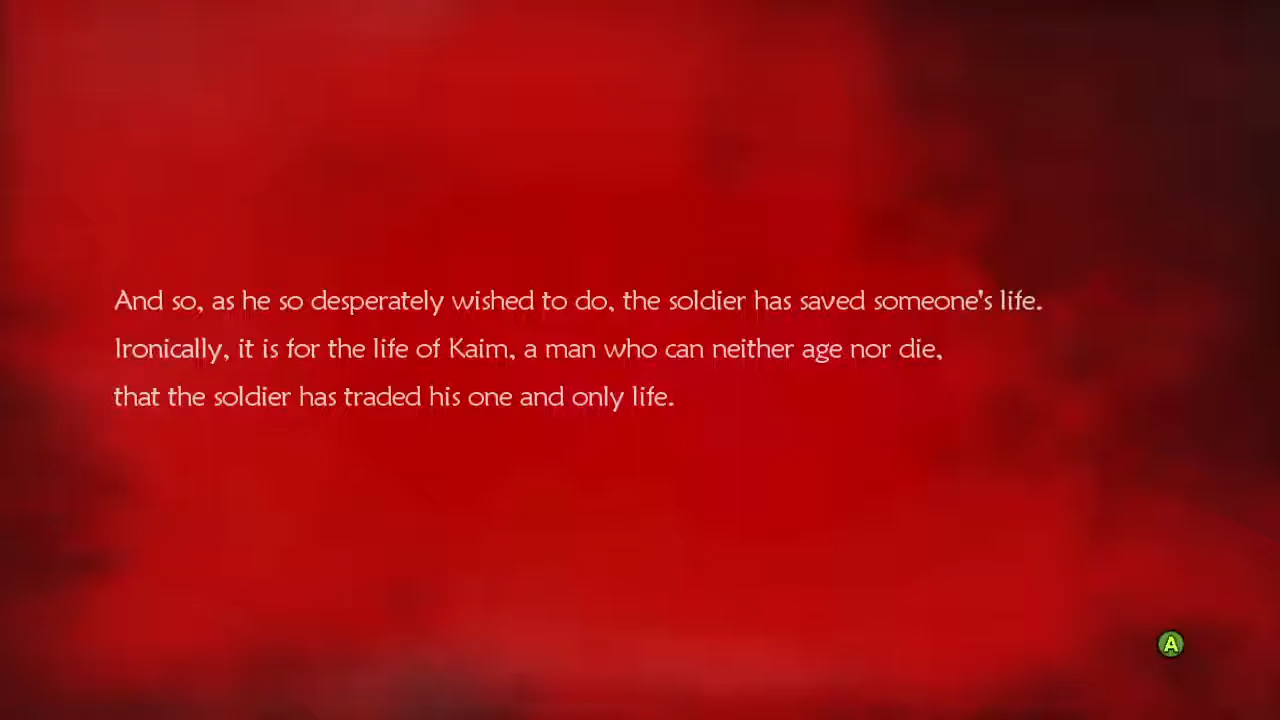 And so, as he so desperately wished to do, the soldier has saved someone's life.
Ironically, it is for the life of Kaim, a man who can neither age nor die,
that the soldier has traded his one and only life.
A